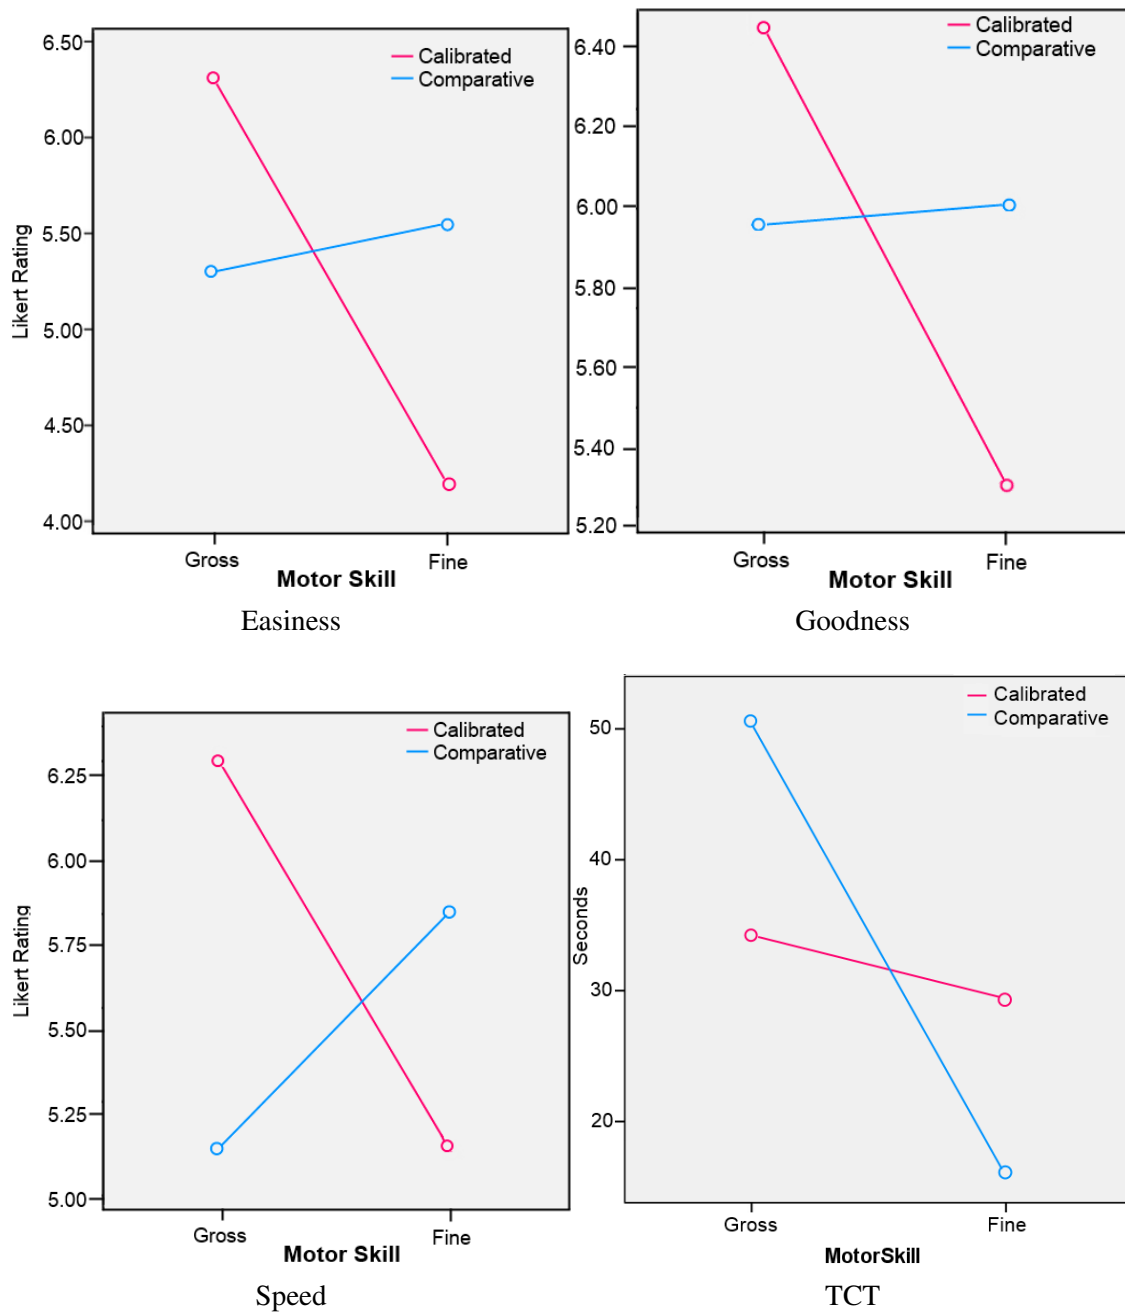 Calibrated
Comparative
6.50
6.00
5.50
5.00
4.50
4.00
Likert Rating
Gross
Fine
Motor Skill
Easiness
Calibrated
Comparative
6.40
6.20
6.00
5.80
5.60
5.40
5.20
Gross
Fine
Motor Skill
Goodness
Calibrated
Comparative
6.25
6.00
5.75
5.50
5.25
5.00
Likert Rating
Gross
Fine
Motor Skill
Speed
Calibrated
Comparative
50
40
30
20
Seconds
Gross
Fine
MotorSkill
TCT